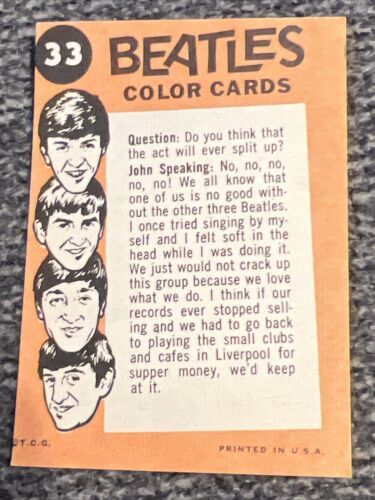 33
BEATLES
COLOR CARDS
Question: Do you think that
the act will ever split up?
John Speaking: No, no, no,
no, no! We all know that
one of us is no good with-
out the other three Beatles.
I once tried singing by my-
self and I felt soft in the
head while I was doing it.
We just would not crack up
this group because we love
what we do. I think if our
records ever stopped sell-
ing and we had to go back
to playing the small clubs
and cafes in Liverpool for
supper money, we'd keep
at it.
©T.C.G.
PRINTED IN U.S.A.